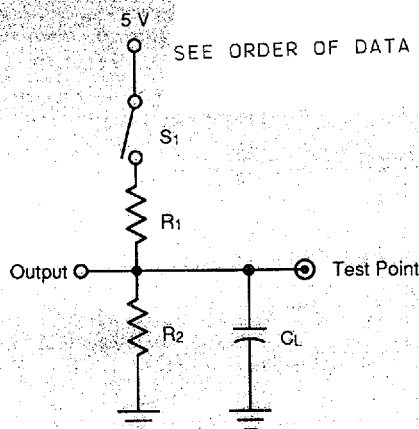 5 V
SEE ORDER OF DATA
S1
R1
Output
Test Point
R2
CL